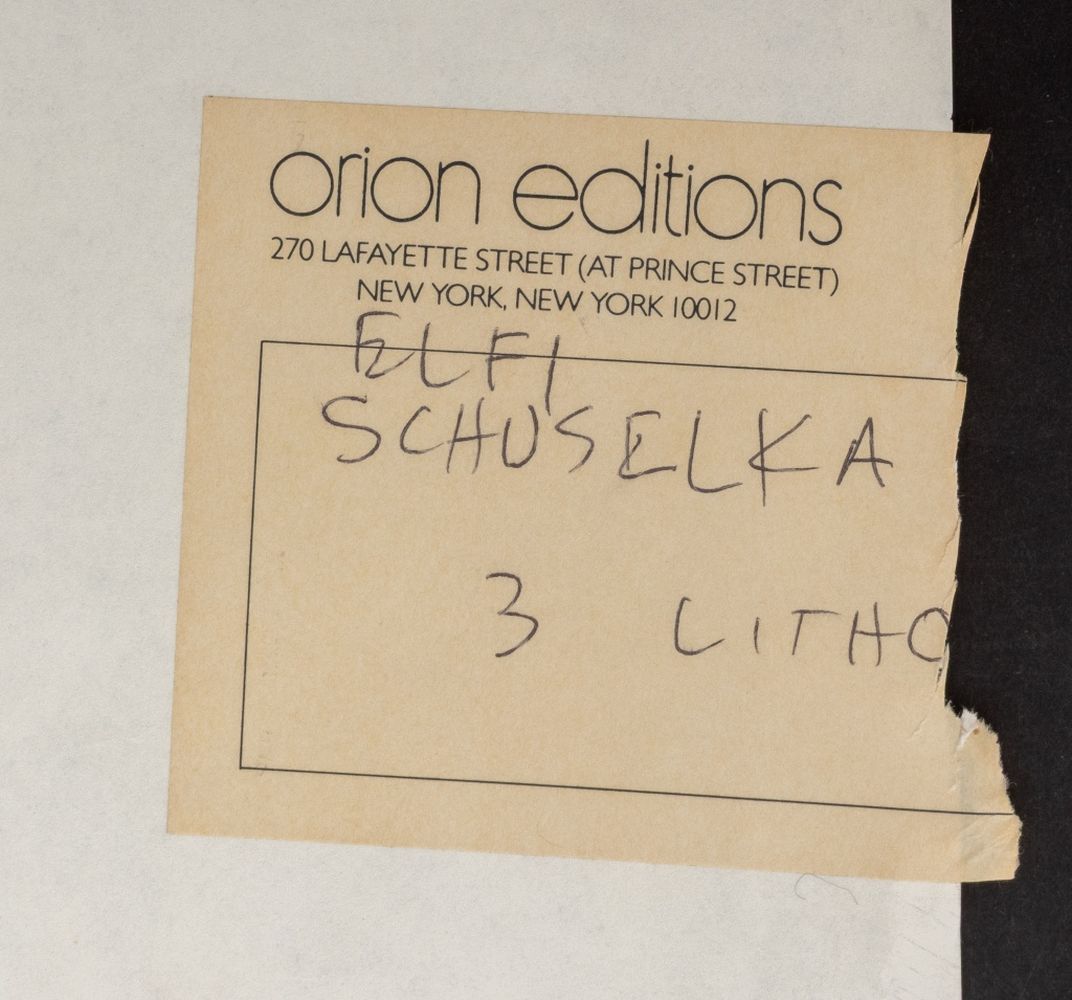 orion editions
270 LAFAYETTE STREET (AT PRINCE STREET)
NEW YORK, NEW YORK 10012
ELFI
SCHUSELKA
3 LITHO